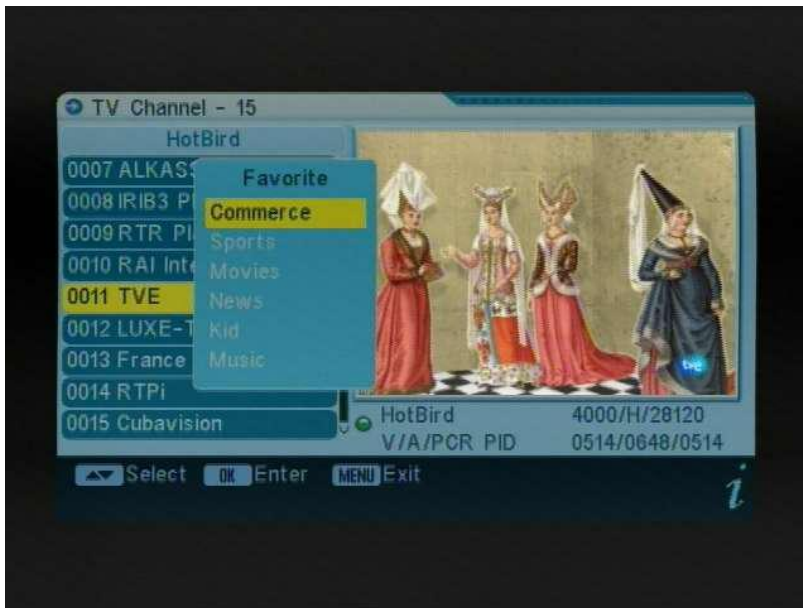 TV Channel - 15
HotBird
0007 ALKASS
0008 IRIB3
0009 RTR
0010 RAI
0011 TVE
0012 LUXE-T
0013 France
0014 RTPi
0015 Cubavision
Favorite
Commerce
Sports
Movies
News
Kid
Music
tve
HotBird 4000/H/28120
V/A/PCR PID 0514/0648/0514
Select OK Enter MENU Exit
i